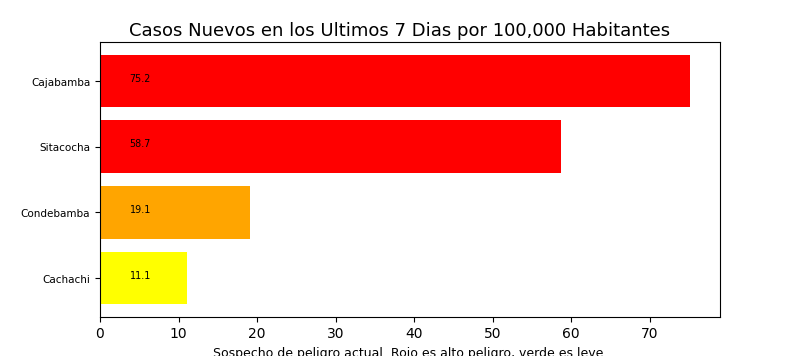 Casos Nuevos en los Ultimos 7 Dias por 100,000 Habitantes
Cajabamba
75.2
Sitacocha
58.7
Condebamba
19.1
Cachachi
11.1
0 10 20 30 40 50 60 70
Sospecho de peligro actual. Rojo es alto peligro, verde es leve